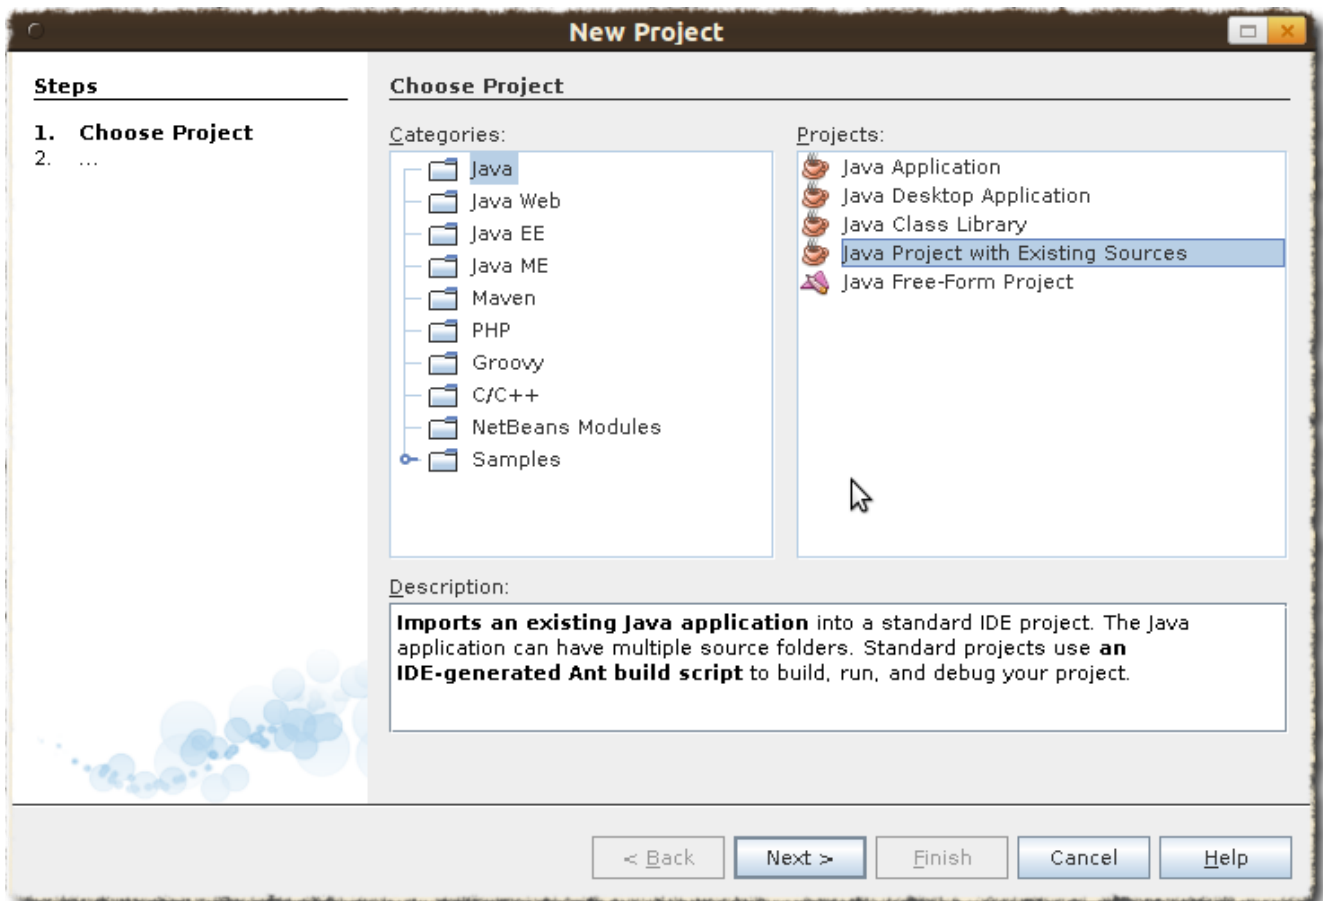 New Project
Steps
1. Choose Project
2. ...
Choose Project
Categories:
Java
Java Web
Java EE
Java ME
Maven
PHP
Groovy
C/C++
NetBeans Modules
Samples
Projects:
Java Application
Java Desktop Application
Java Class Library
Java Project with Existing Sources
Java Free-Form Project
Description:
Imports an existing Java application into a standard IDE project. The Java
application can have multiple source folders. Standard projects use an
IDE-generated Ant build script to build, run, and debug your project.
< Back
Next >
Finish
Cancel
Help